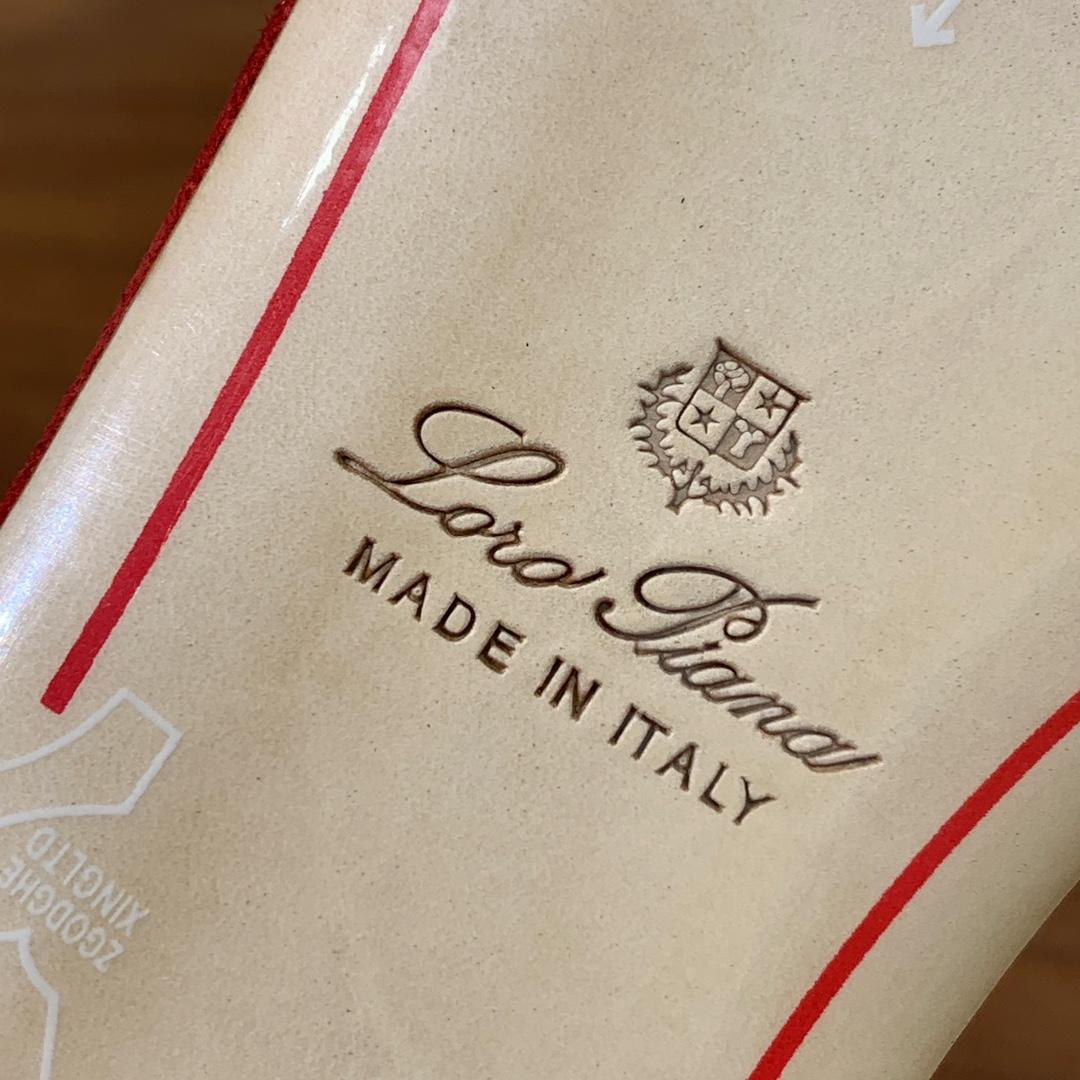 Loro Piana
MADE IN ITALY
ZGODGHE
XINGLTD